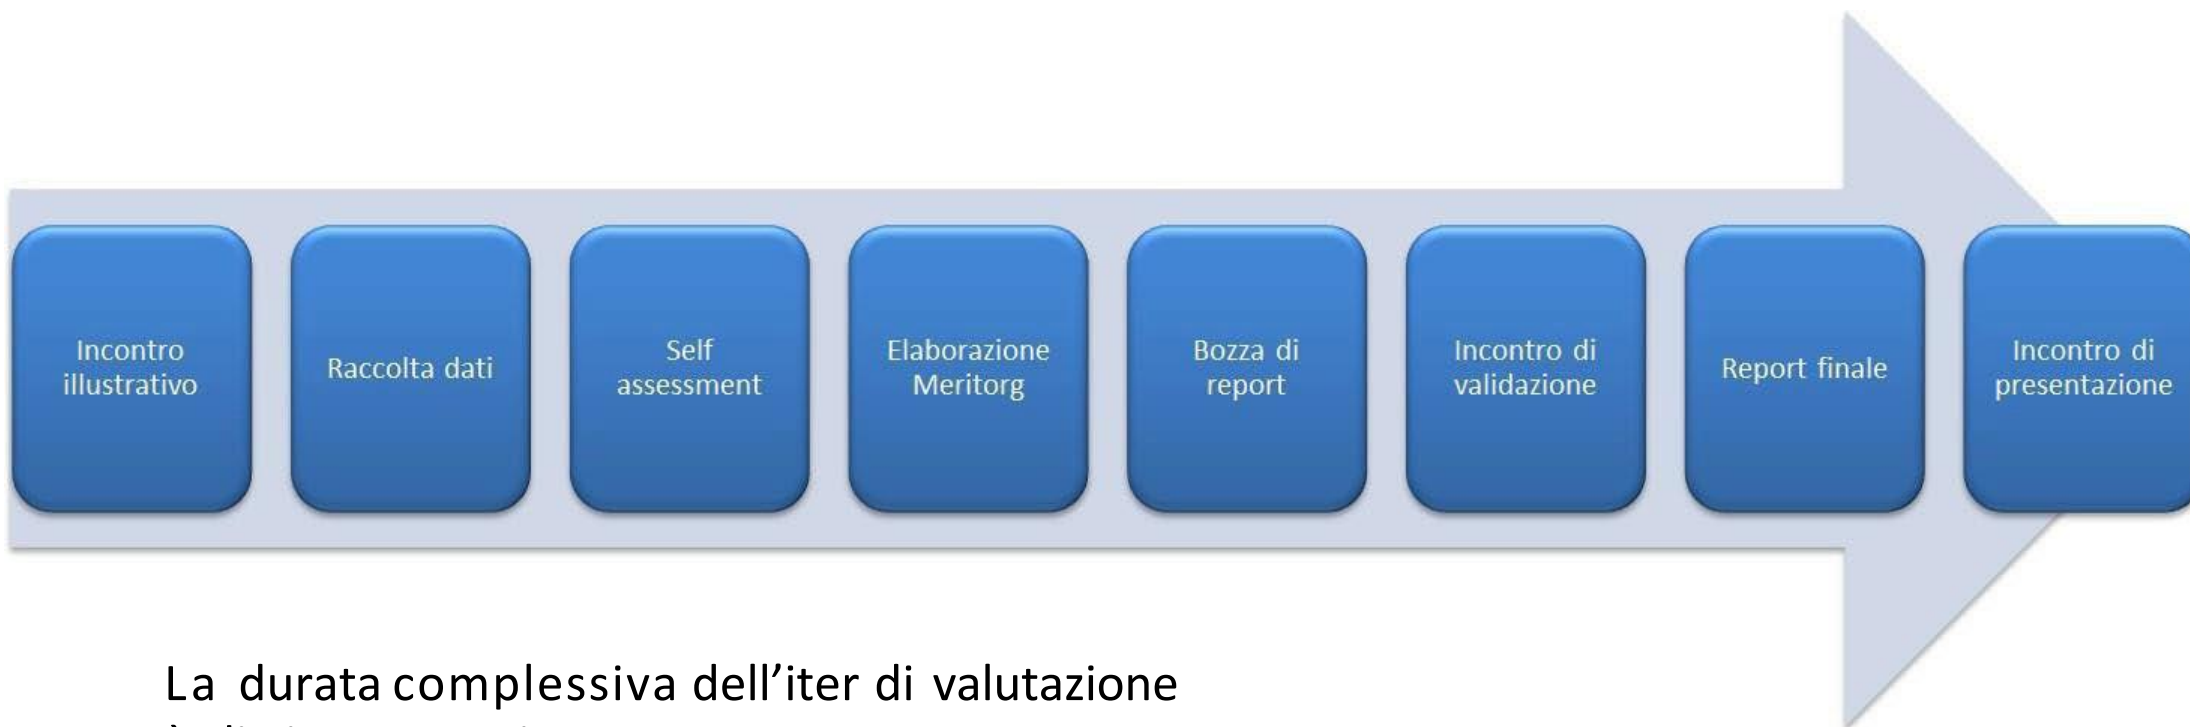 Incontro
illustrativo
Raccolta dati
Self
assessment
Elaborazione
Meritorg
Bozza di
report
Incontro di
validazione
Report finale
Incontro di
presentazione
La durata complessiva dell’iter di valutazione